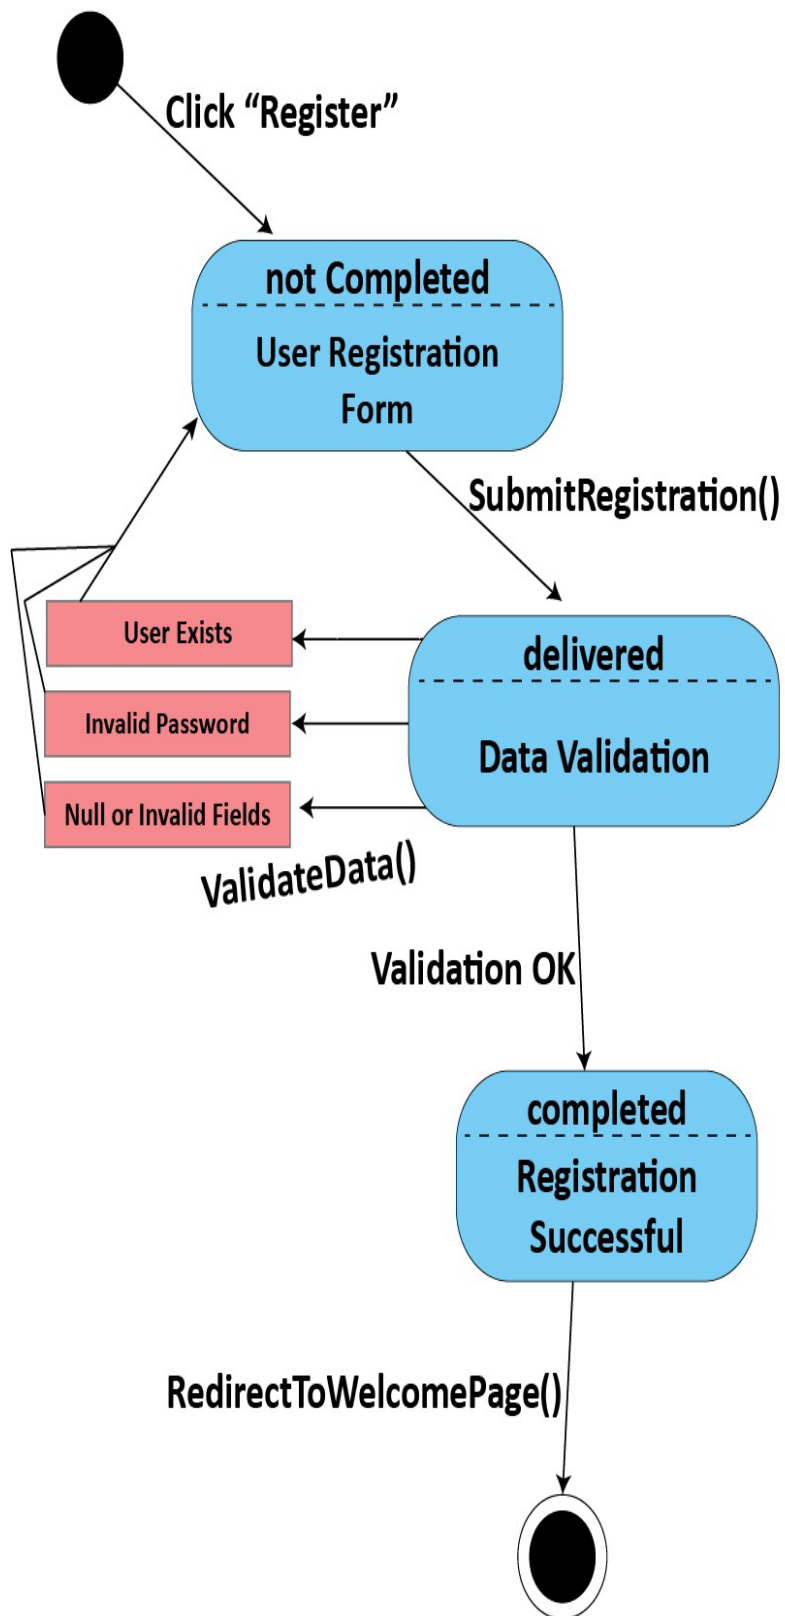 Click “Register”
not Completed
User Registration
Form
SubmitRegistration()
User Exists
delivered
Invalid Password
Data Validation
Null or Invalid Fields
ValidateData()
Validation OK
completed
Registration
Successful
RedirectToWelcomePage()